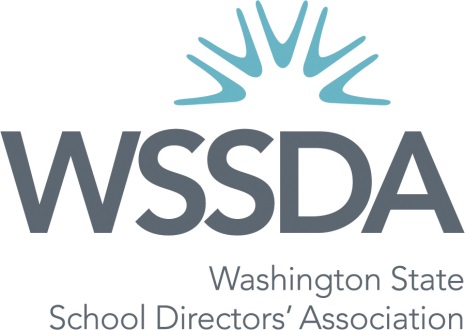 WSSDA
Washington State
School Directors’ Association